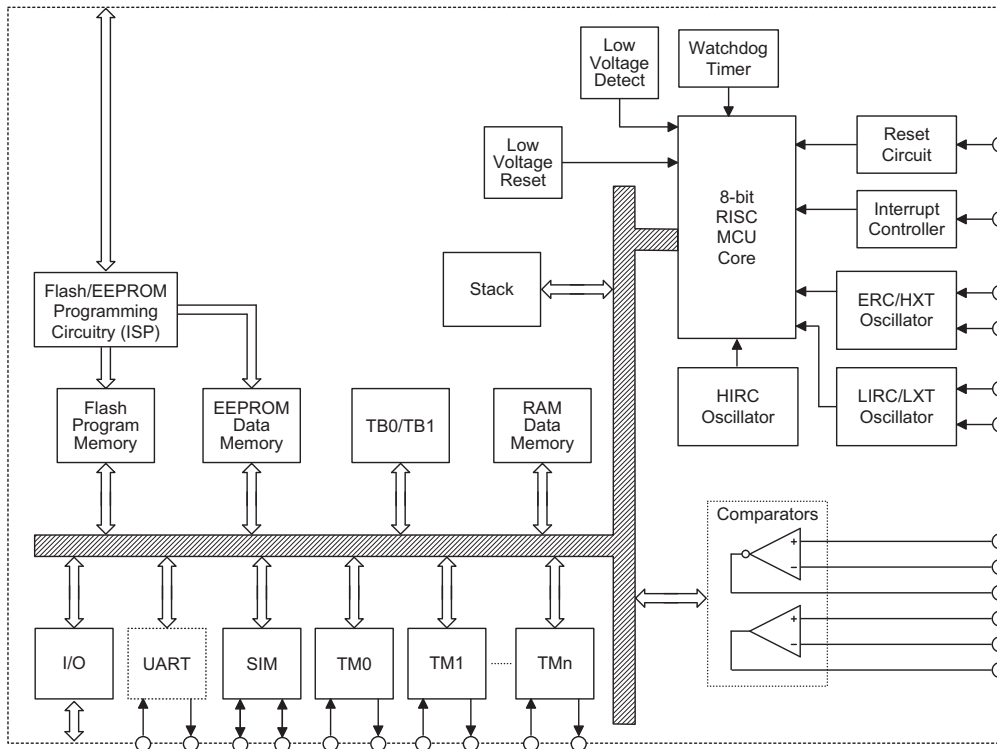 Low
Voltage
Detect
Watchdog
Timer
Low
Voltage
Reset
8-bit
RISC
MCU
Core
Reset
Circuit
Interrupt
Controller
Stack
Flash/EEPROM
Programming
Circuitry (ISP)
ERC/HXT
Oscillator
Flash
Program
Memory
EEPROM
Data
Memory
TB0/TB1
RAM
Data
Memory
HIRC
Oscillator
LIRC/LXT
Oscillator
Comparators
+
−
+
−
I/O
UART
SIM
TM0
TM1
TMn